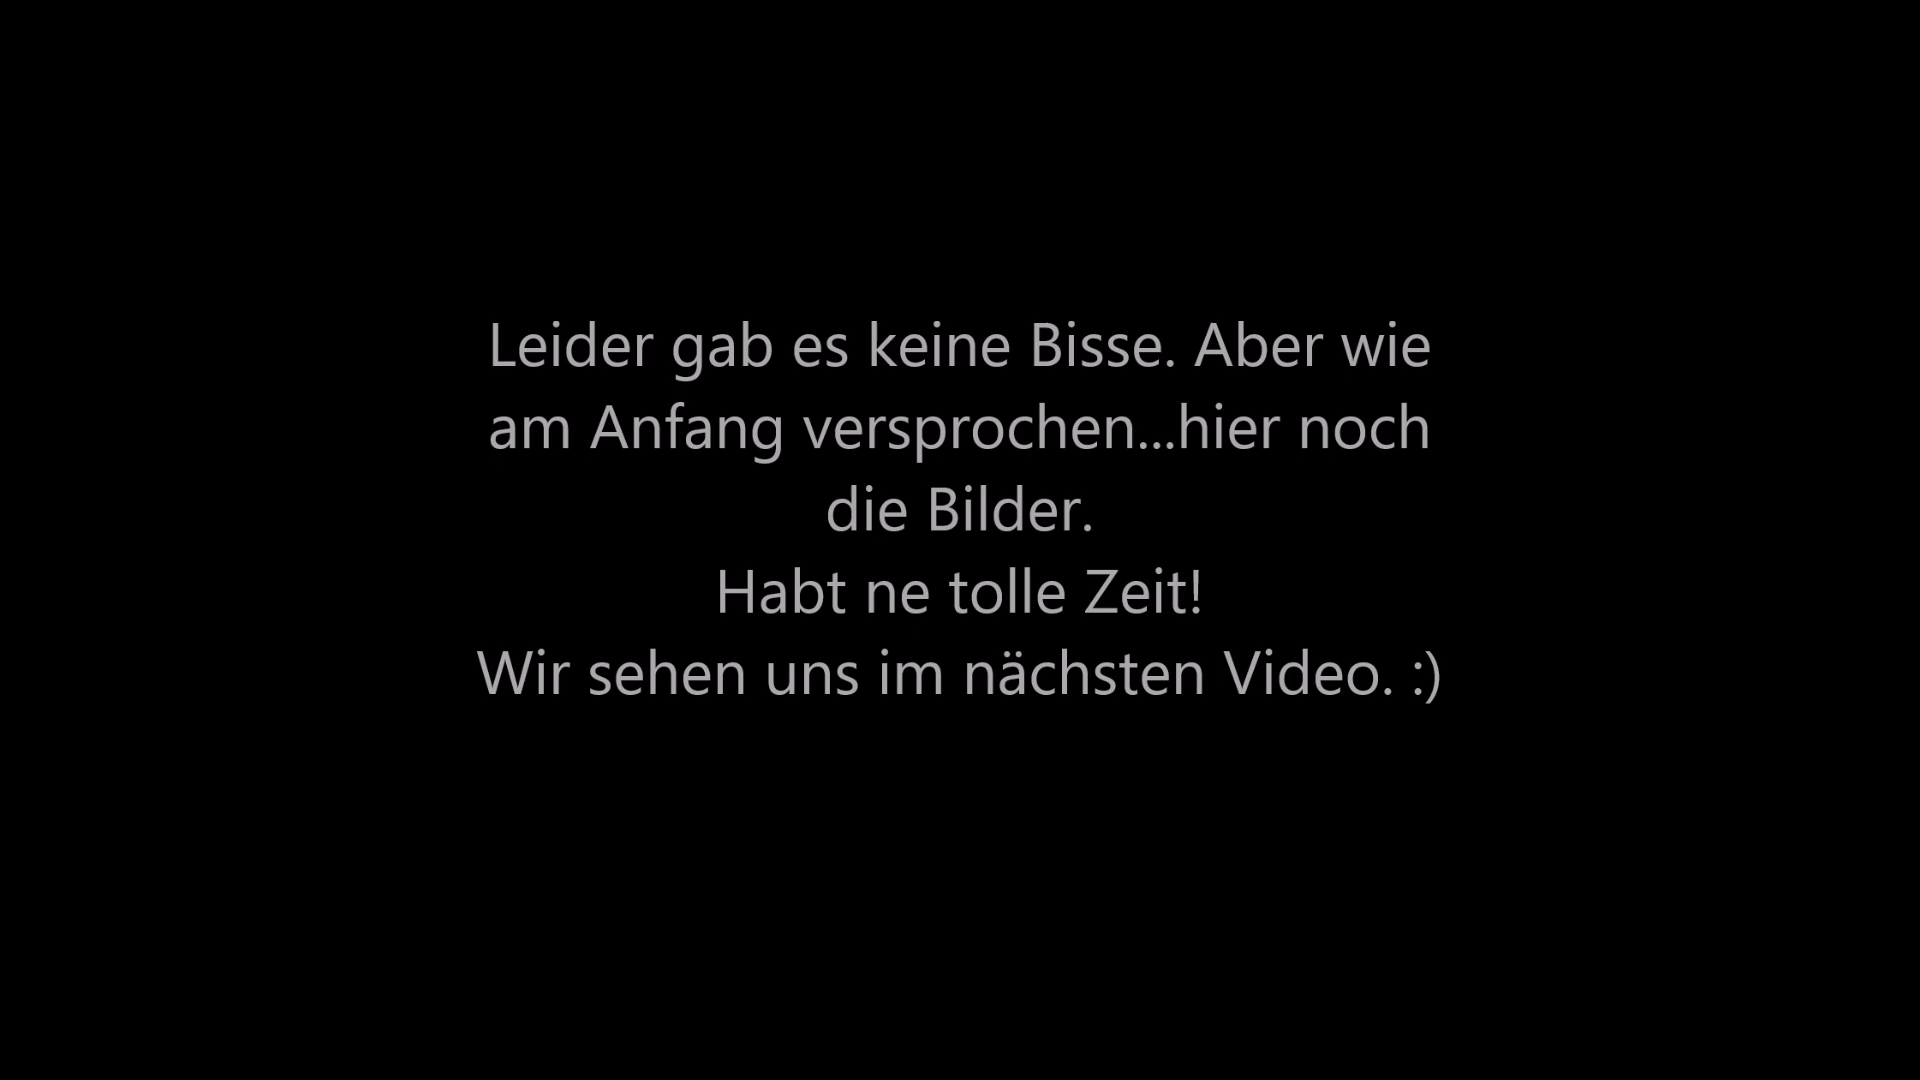 Leider gab es keine Bisse. Aber wie
am Anfang versprochen...hier noch
die Bilder.
Habt ne tolle Zeit!
Wir sehen uns im nächsten Video. :)